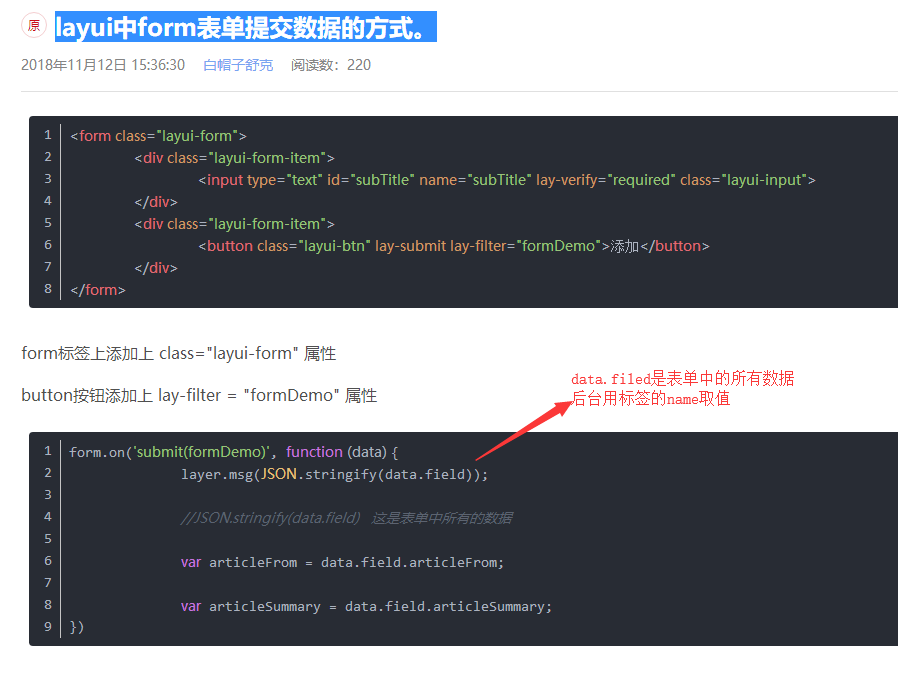 原 layui中form表单提交数据的方式。
2018年11月12日 15:36:30 白帽子舒克 阅读数：220
1 <form class="layui-form">
2 <div class="layui-form-item">
3 <input type="text" id="subTitle" name="subTitle" lay-verify="required" class="layui-input">
4 </div>
5 <div class="layui-form-item">
6 <button class="layui-btn" lay-submit lay-filter="formDemo">添加</button>
7 </div>
8 </form>
form标签上添加上 class="layui-form" 属性
button按钮添加上 lay-filter = "formDemo" 属性
data.filed是表单中的所有数据
后台用标签的name取值
1 form.on('submit(formDemo)', function (data) {
2 layer.msg(JSON.stringify(data.field));
3
4 //JSON.stringify(data.field) 这是表单中所有的数据
5
6 var articleFrom = data.field.articleFrom;
7
8 var articleSummary = data.field.articleSummary;
9 })